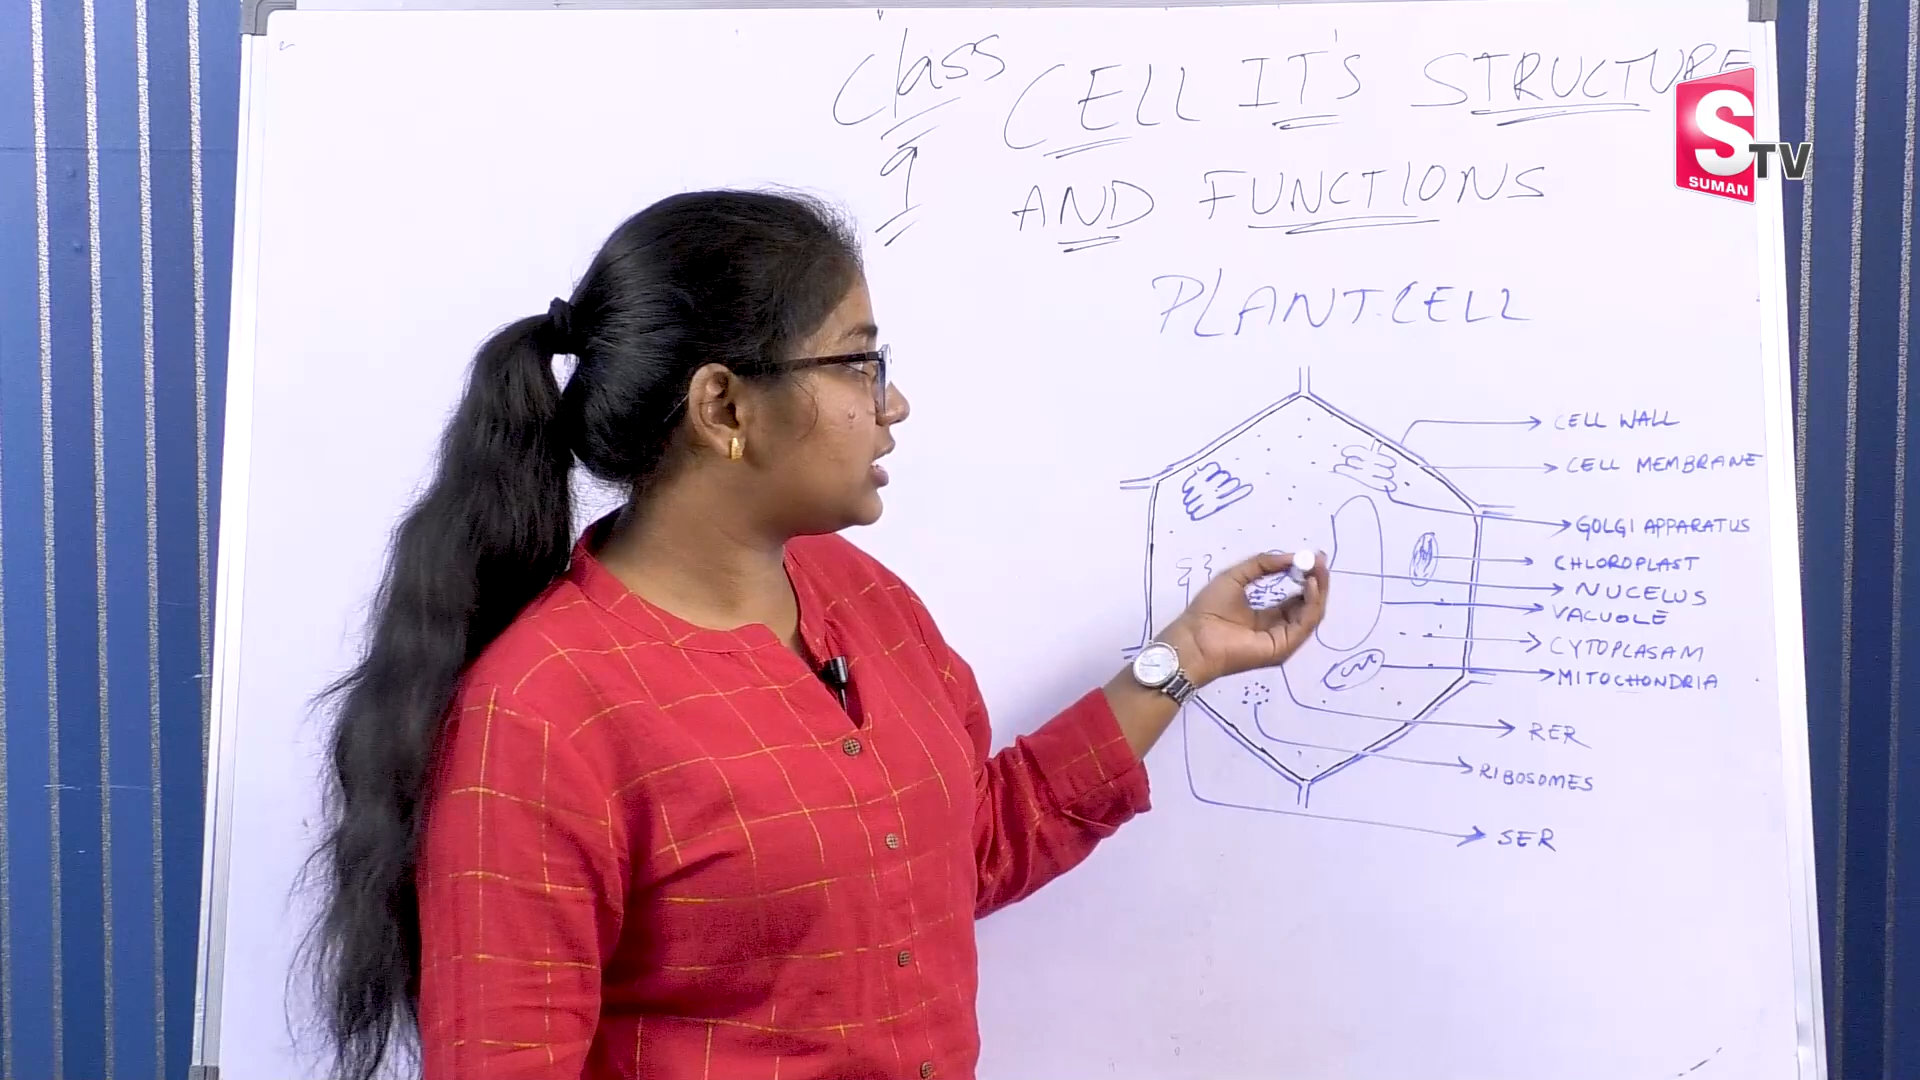 Class
9
CELL IT'S STRUCTURE
AND FUNCTIONS
S TV
SUMAN
PLANT.CELL
CELL WALL
CELL MEMBRANE
GOLGI APPARATUS
CHLOROPLAST
NUCELUS
VACUOLE
CYTOPLASAM
MITOCHONDRIA
RER
RIBOSOMES
SER